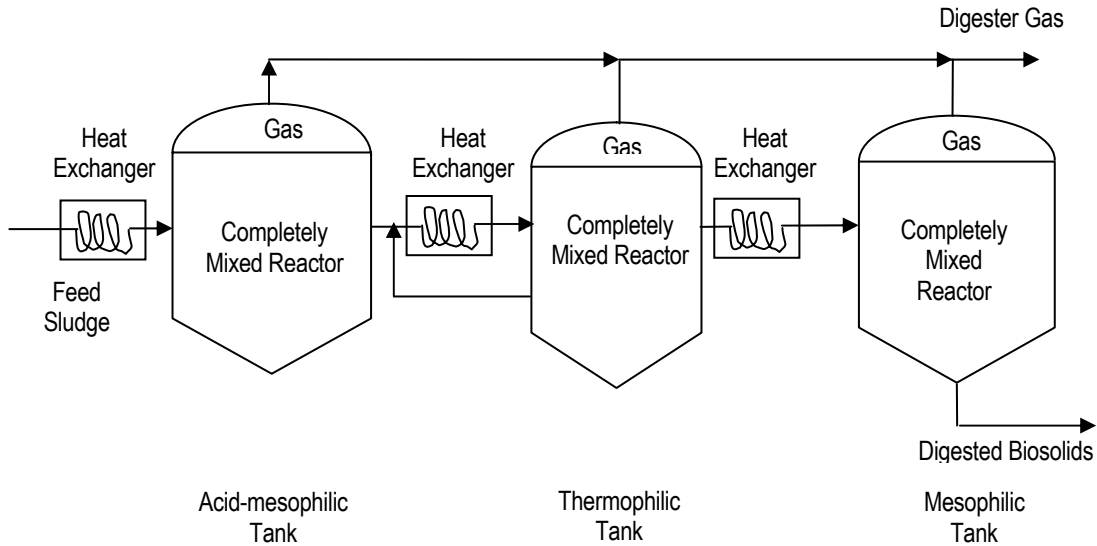 Digester Gas
Heat
Exchanger
Gas
Heat
Exchanger
Gas
Heat
Exchanger
Gas
Completely
Mixed Reactor
Completely
Mixed Reactor
Completely
Mixed
Reactor
Feed
Sludge
Digested Biosolids
Acid-mesophilic
Tank
Thermophilic
Tank
Mesophilic
Tank